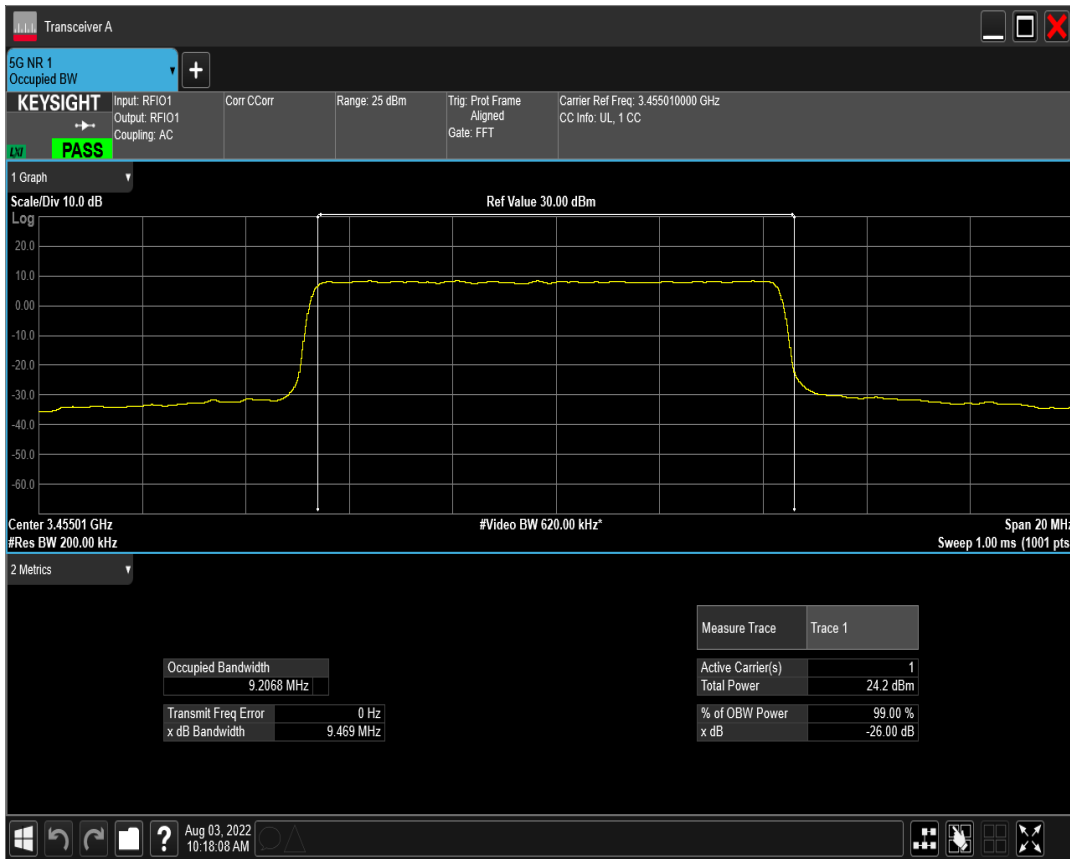 Transceiver A
5G NR 1
Occupied BW
KEYSIGHT
LXI
PASS
Input: RFIO1
Output: RFIO1
Coupling: AC
Corr CCorr
Range: 25 dBm
Trig: Prot Frame
Aligned
Gate: FFT
Carrier Ref Freq: 3.455010000 GHz
CC Info: UL, 1 CC
1 Graph
Scale/Div 10.0 dB
Ref Value 30.00 dBm
Log
20.0
10.0
0.00
-10.0
-20.0
-30.0
-40.0
-50.0
-60.0
Center 3.45501 GHz
#Video BW 620.00 kHz*
Span 20 MHz
#Res BW 200.00 kHz
Sweep 1.00 ms (1001 pts
2 Metrics
Measure Trace Trace 1
Occupied Bandwidth
9.2068 MHz
Active Carrier(s) 1
Total Power 24.2 dBm
Transmit Freq Error 0 Hz
x dB Bandwidth 9.469 MHz
% of OBW Power 99.00 %
x dB -26.00 dB
Aug 03, 2022
10:18:08 AM